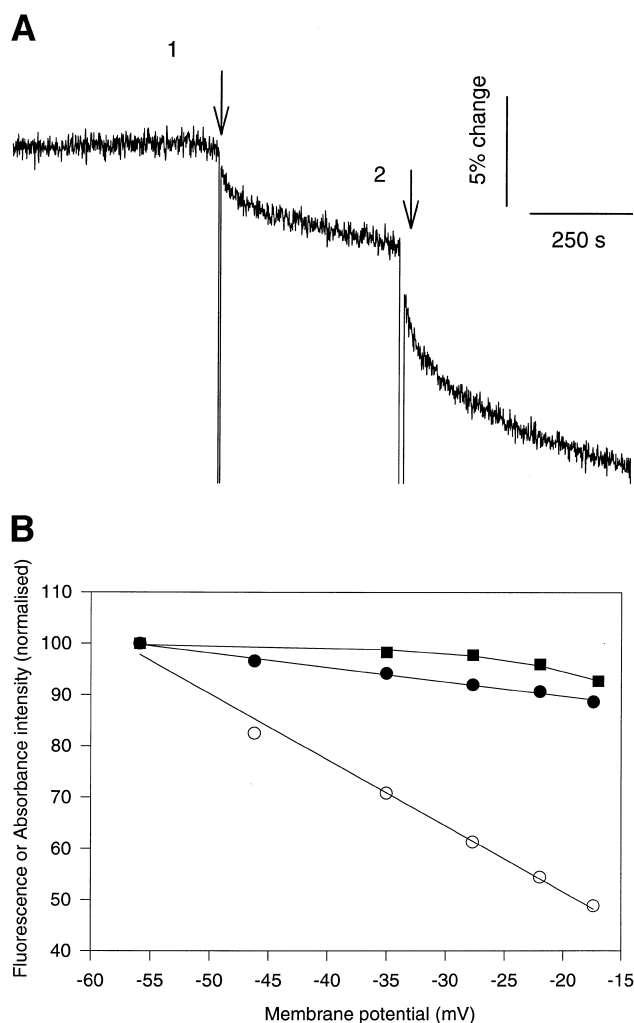 A
1
2
5% change
250 s
B
Fluorescence or Absorbance intensity (normalised)
110
100
90
80
70
60
50
40
-60 -55 -50 -45 -40 -35 -30 -25 -20 -15
Membrane potential (mV)